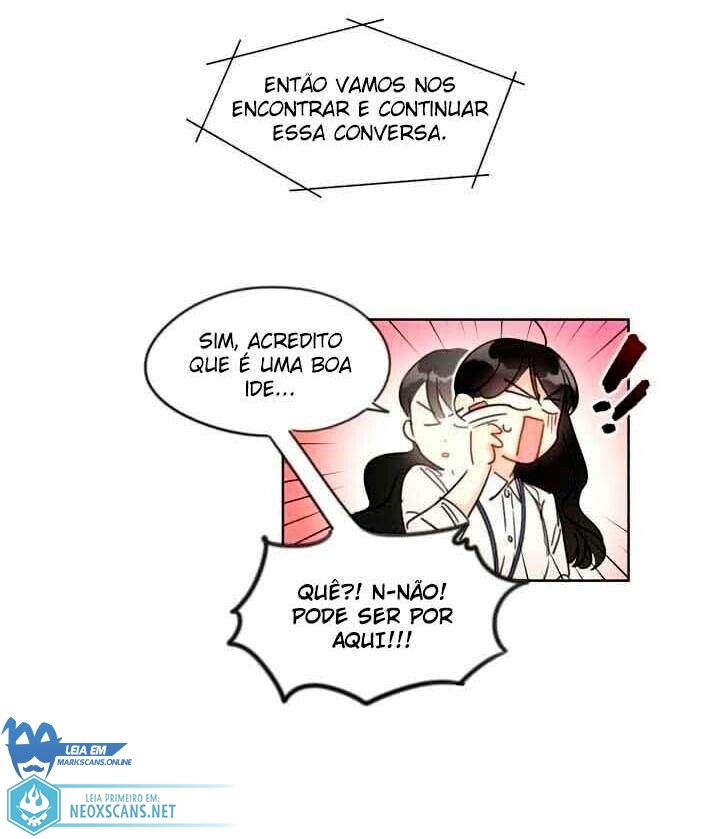 ENTÃO VAMOS NOS
ENCONTRAR E CONTINUAR
ESSA CONVERSA.
SIM, ACREDITO
QUE É UMA BOA
IDE...
!!
QUÊ?! N-NÃO!
PODE SER POR
AQUI!!!
LEIA EM
MARKSCANS.ONLINE
LEIA PRIMEIRO EM:
NEOXSCANS.NET